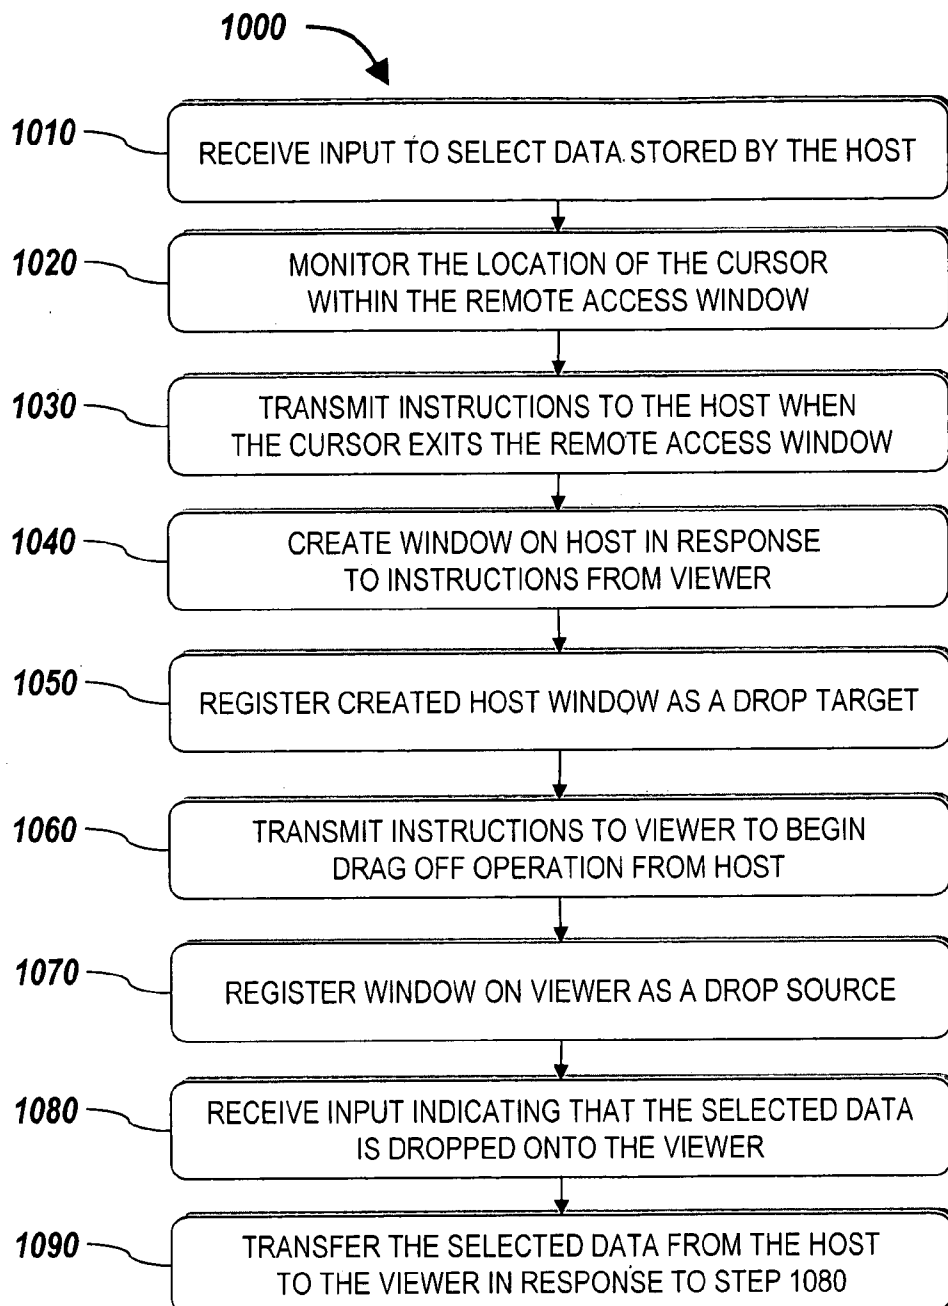 1000
1010
RECEIVE INPUT TO SELECT DATA STORED BY THE HOST
1020
MONITOR THE LOCATION OF THE CURSOR
WITHIN THE REMOTE ACCESS WINDOW
1030
TRANSMIT INSTRUCTIONS TO THE HOST WHEN
THE CURSOR EXITS THE REMOTE ACCESS WINDOW
1040
CREATE WINDOW ON HOST IN RESPONSE
TO INSTRUCTIONS FROM VIEWER
1050
REGISTER CREATED HOST WINDOW AS A DROP TARGET
1060
TRANSMIT INSTRUCTIONS TO VIEWER TO BEGIN
DRAG OFF OPERATION FROM HOST
1070
REGISTER WINDOW ON VIEWER AS A DROP SOURCE
1080
RECEIVE INPUT INDICATING THAT THE SELECTED DATA
IS DROPPED ONTO THE VIEWER
1090
TRANSFER THE SELECTED DATA FROM THE HOST
TO THE VIEWER IN RESPONSE TO STEP 1080